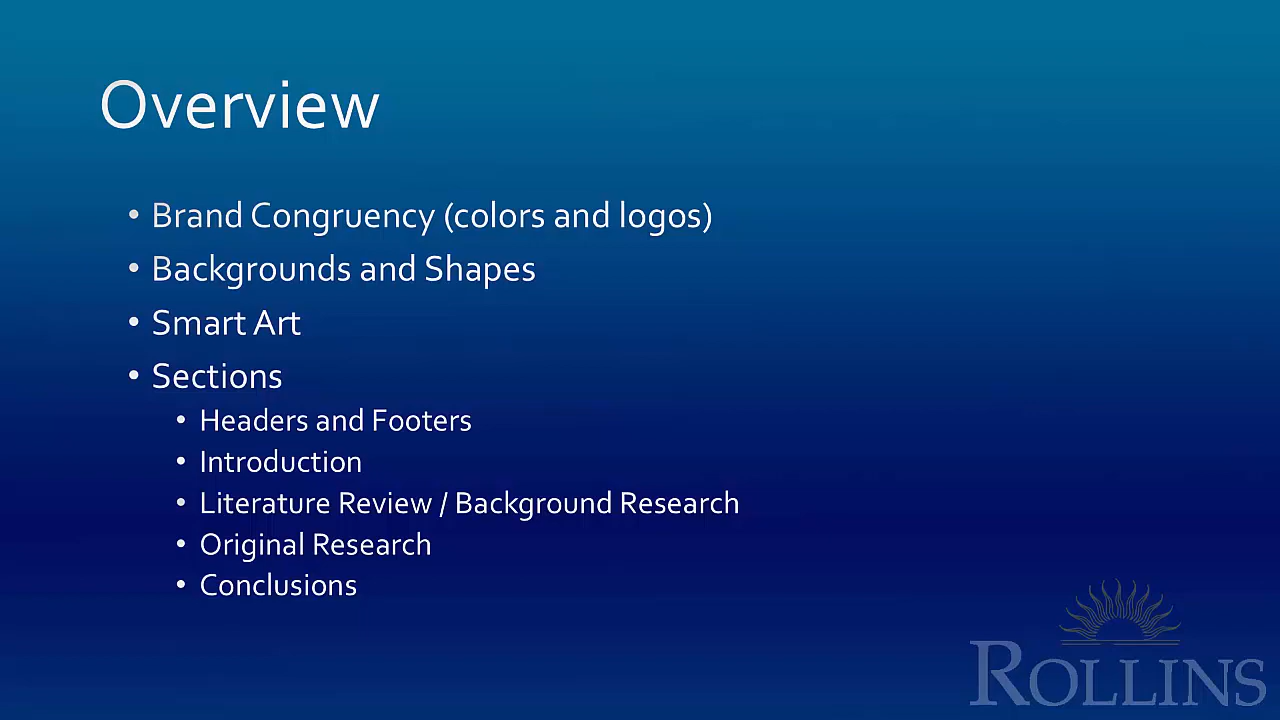 Overview
• Brand Congruency (colors and logos)
• Backgrounds and Shapes
• Smart Art
• Sections
• Headers and Footers
• Introduction
• Literature Review / Background Research
• Original Research
• Conclusions
ROLLINS